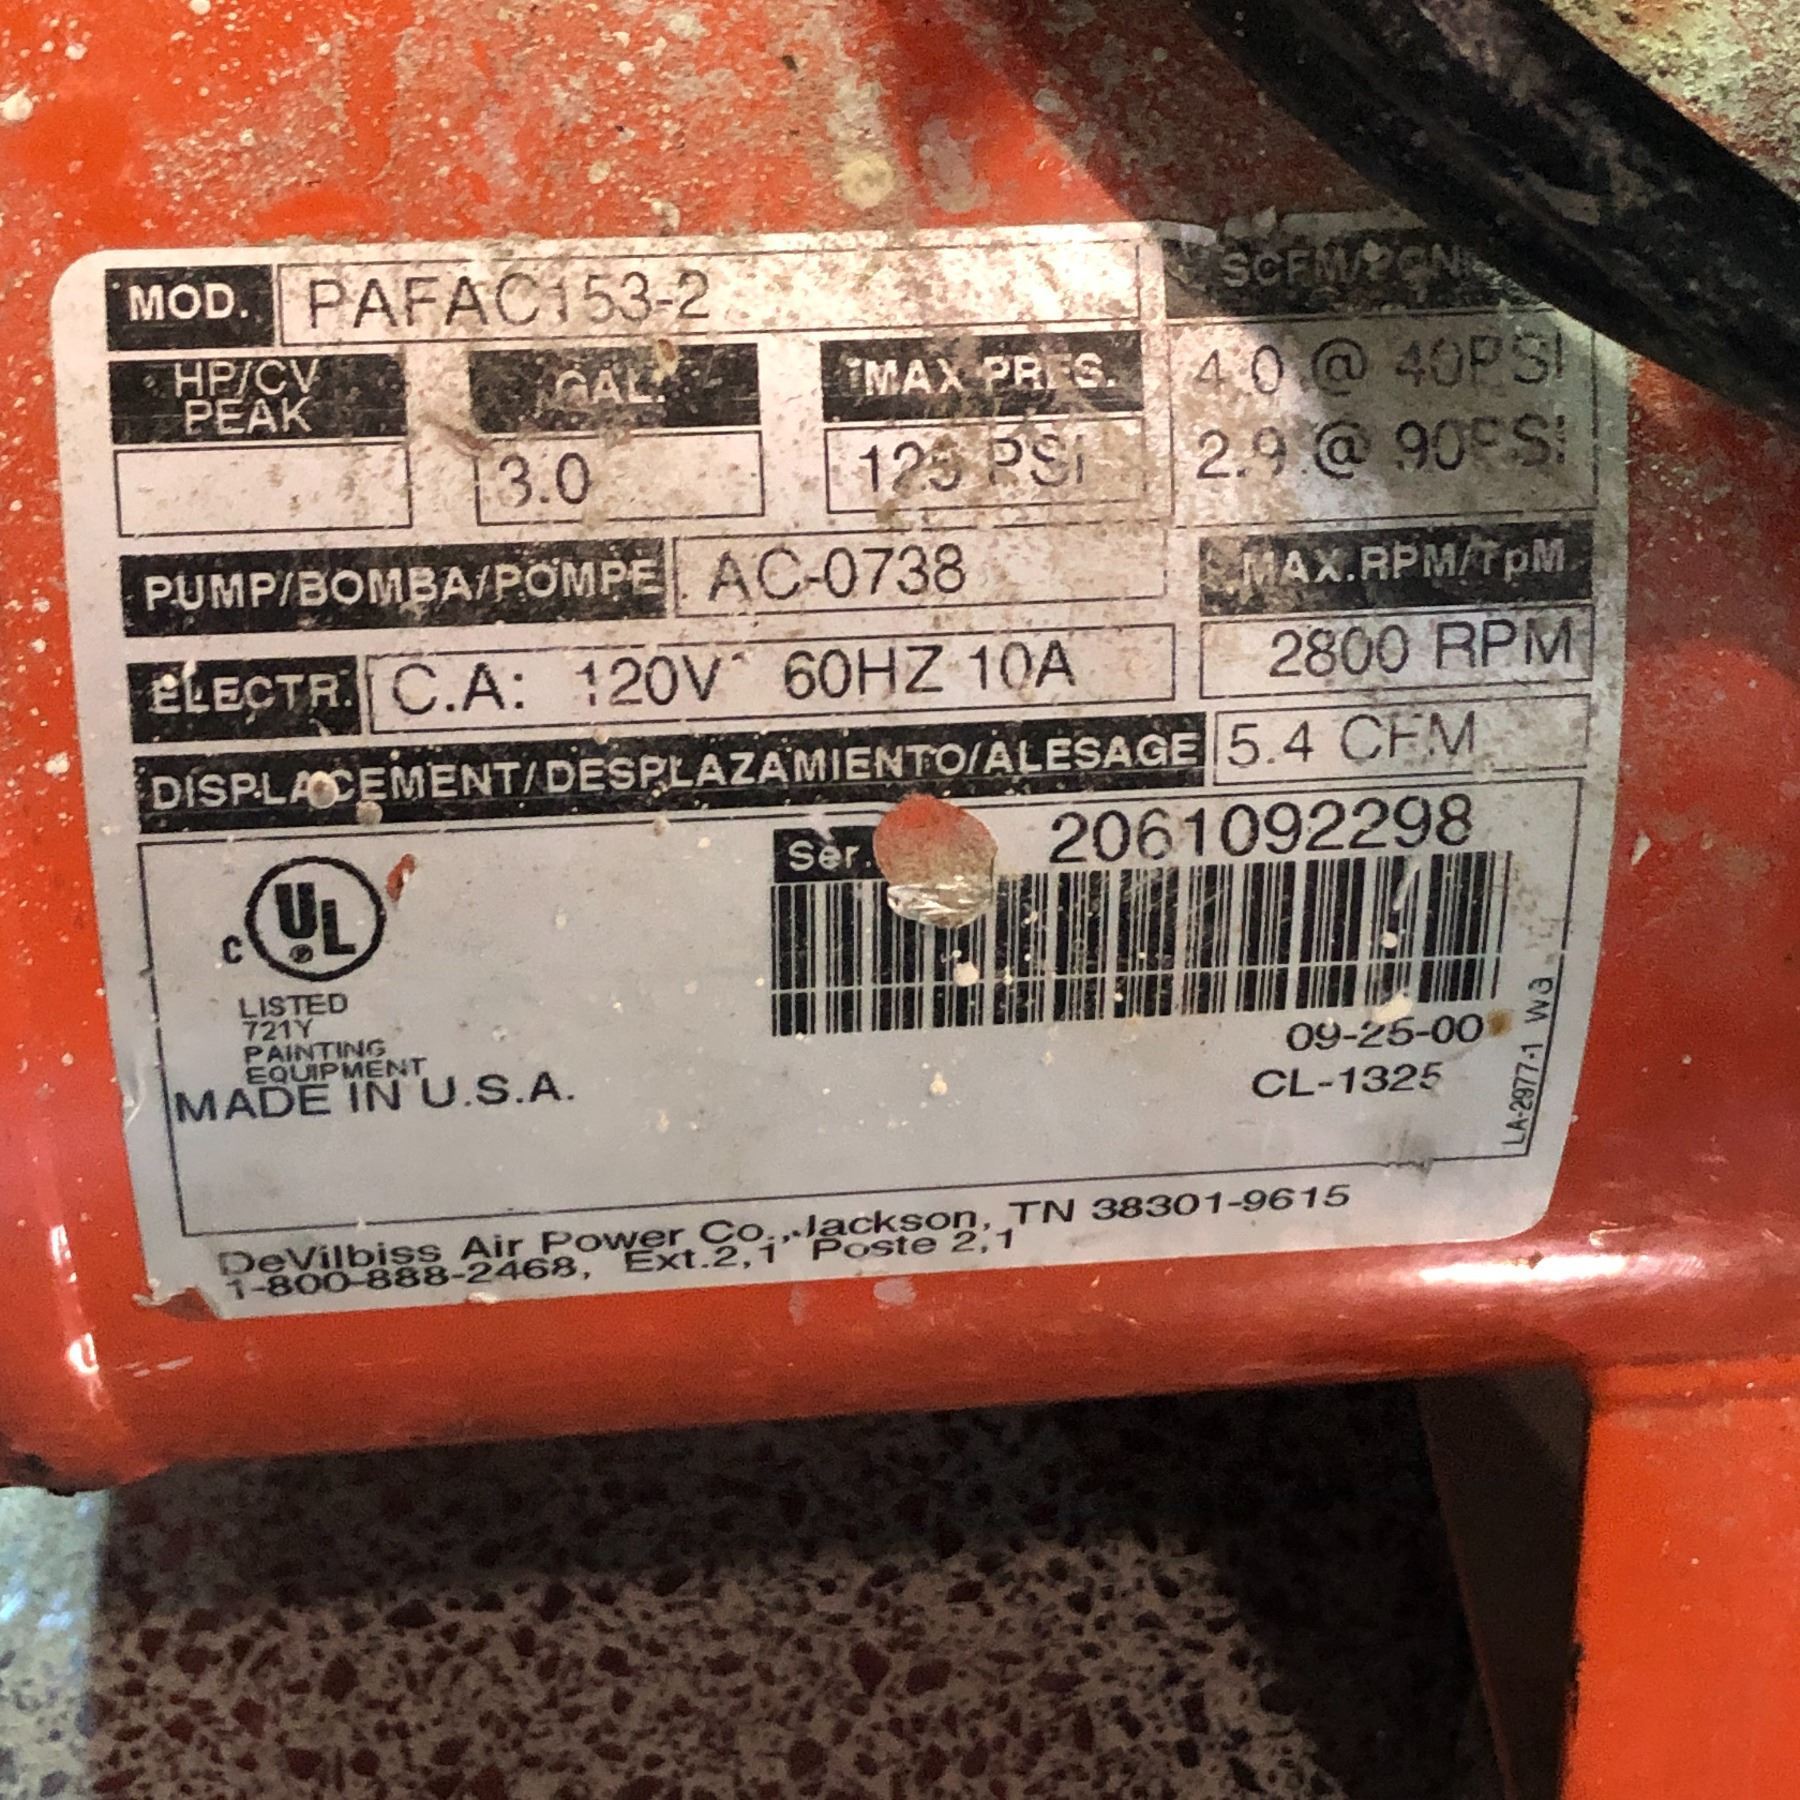 MOD. PAFAC153-2
HP/CV PEAK
GAL.
3.0
MAX PRES.
125 PSI
4.0 @ 40PSI
2.9 @ 90PSI
PUMP/BOMBA/POMPE AC-0738
MAX.RPM/TpM
2800 RPM
ELECTR. C.A: 120V 60HZ 10A
DISPLACEMENT/DESPLAZAMIENTO/ALESAGE 5.4 CFM
Ser. 2061092298
C UL
LISTED
721Y
PAINTING
EQUIPMENT
MADE IN U.S.A.
09-25-00
CL-1325
LA-2977-1 W3
DeVilbiss Air Power Co., Jackson, TN 38301-9615
1-800-888-2468, Ext.2,1 Poste 2,1